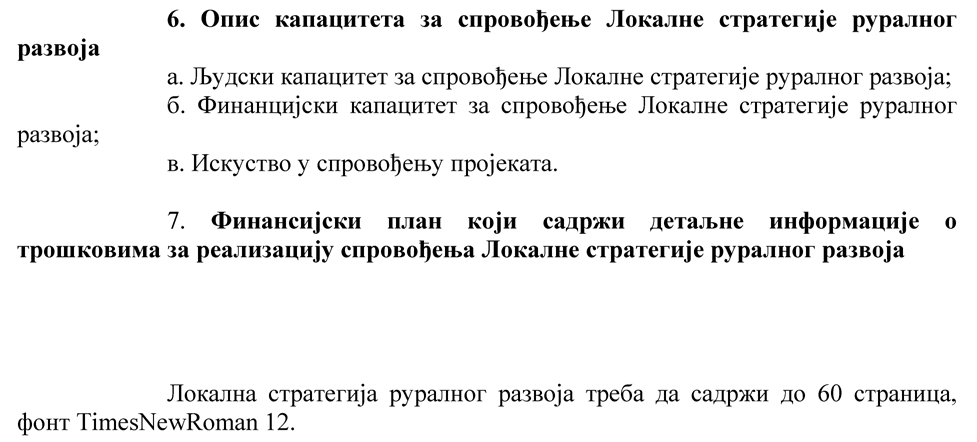 6. Опис капацитета за спровођење Локалне стратегије руралног
развоја
а. Људски капацитет за спровођење Локалне стратегије руралног развоја;
б. Финанцијски капацитет за спровођење Локалне стратегије руралног
развоја;
в. Искуство у спровођењу пројеката.
7. Финансијски план који садржи детаљне информације о
трошковима за реализацију спровођења Локалне стратегије руралног развоја
Локална стратегија руралног развоја треба да садржи до 60 страница,
фонт TimesNewRoman 12.